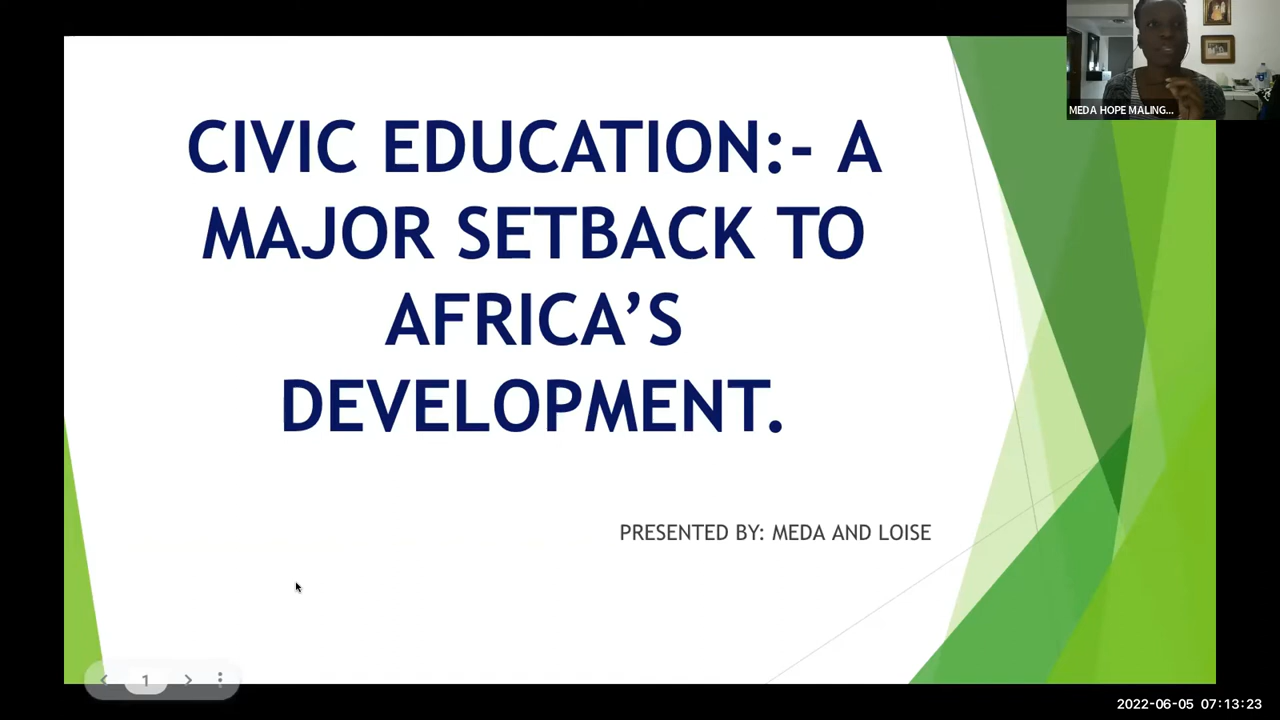 MEDA HOPE MALING...
CIVIC EDUCATION:- A
MAJOR SETBACK TO
AFRICA’S
DEVELOPMENT.
PRESENTED BY: MEDA AND LOISE
1
2022-06-05 07:13:23